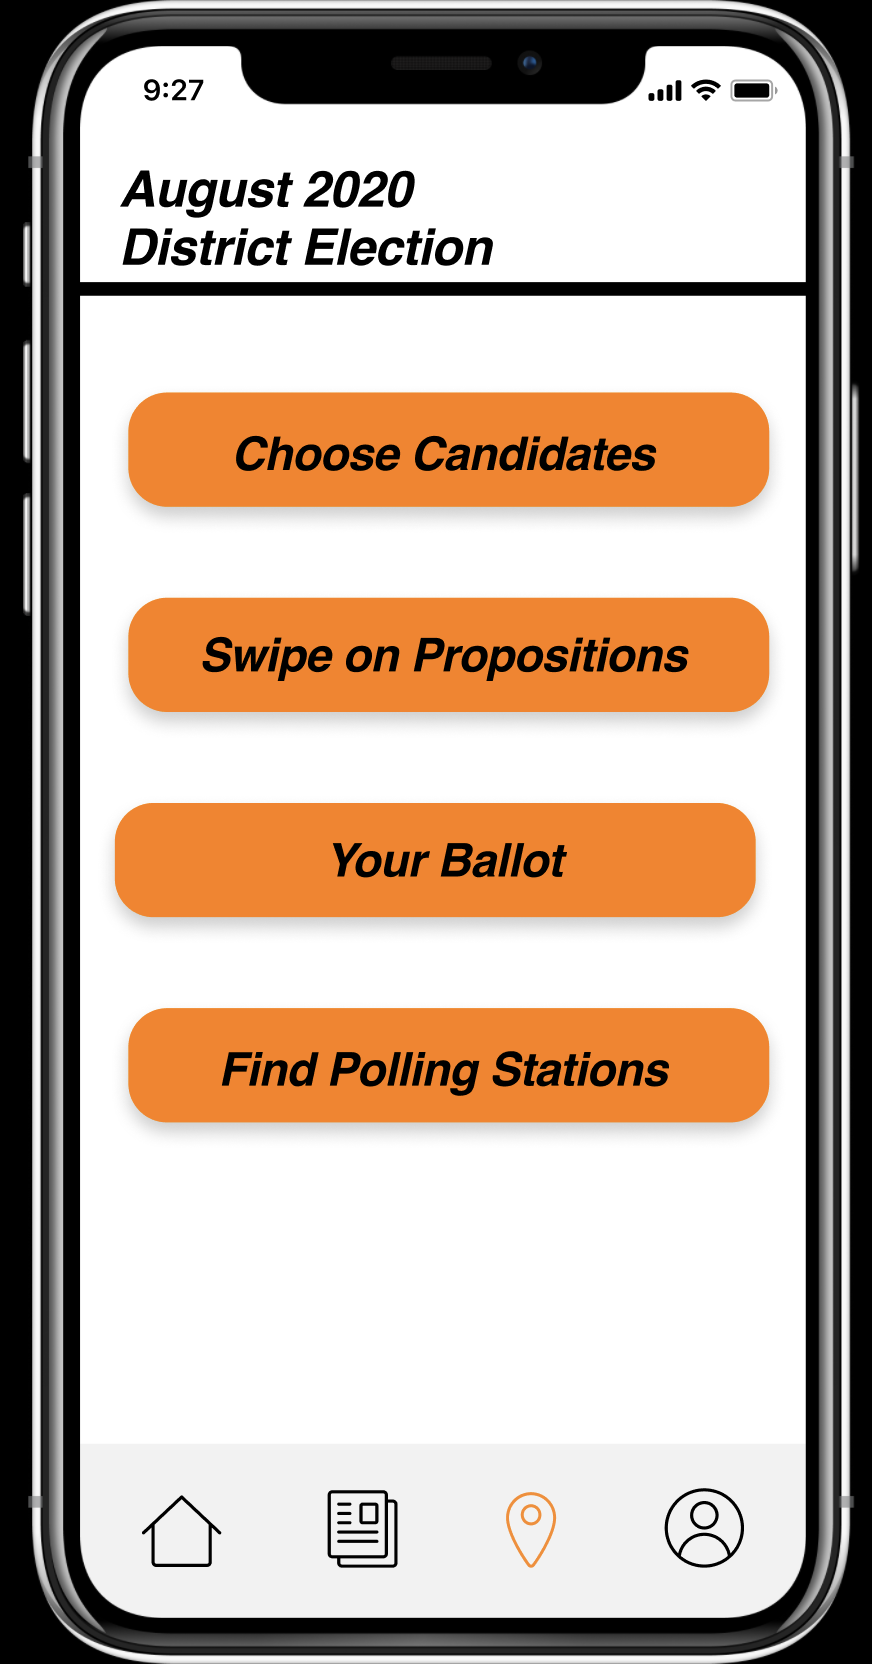 9:27
August 2020
District Election
Choose Candidates
Swipe on Propositions
Your Ballot
Find Polling Stations